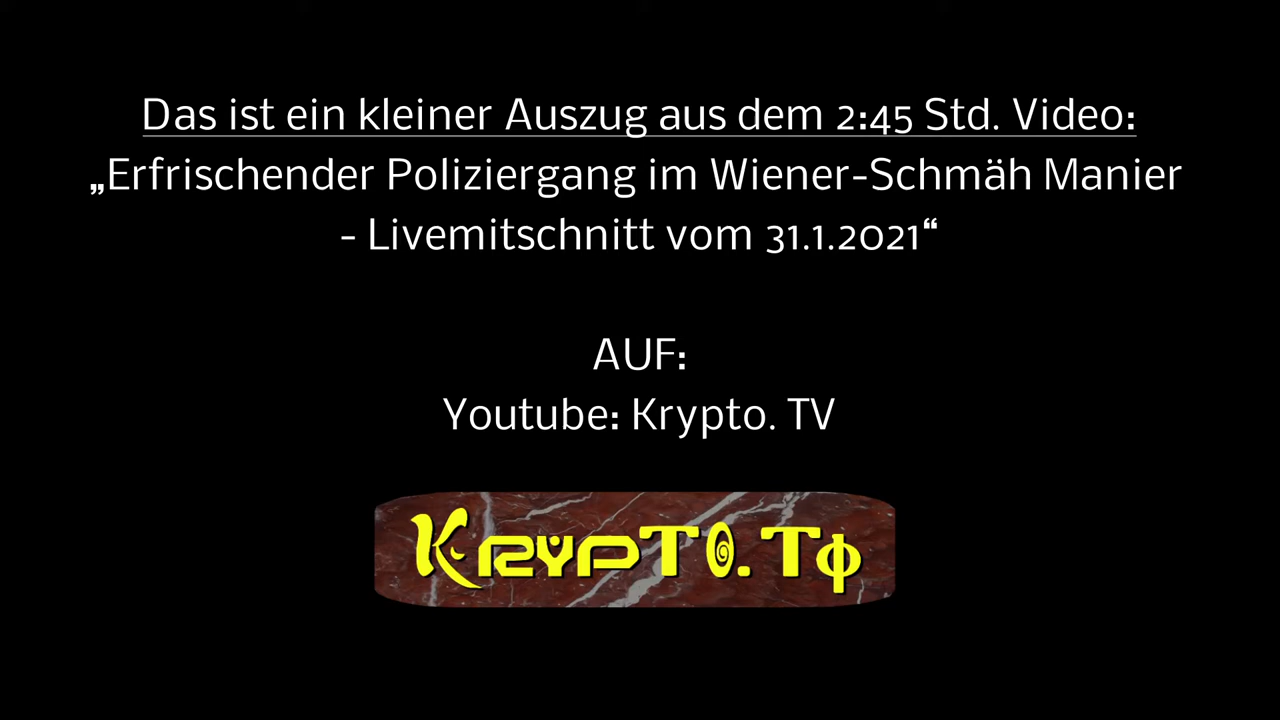 Das ist ein kleiner Auszug aus dem 2:45 Std. Video:
„Erfrischender Poliziergang im Wiener-Schmäh Manier
- Livemitschnitt vom 31.1.2021“
AUF:
Youtube: Krypto. TV
KRYPTO.Tφ